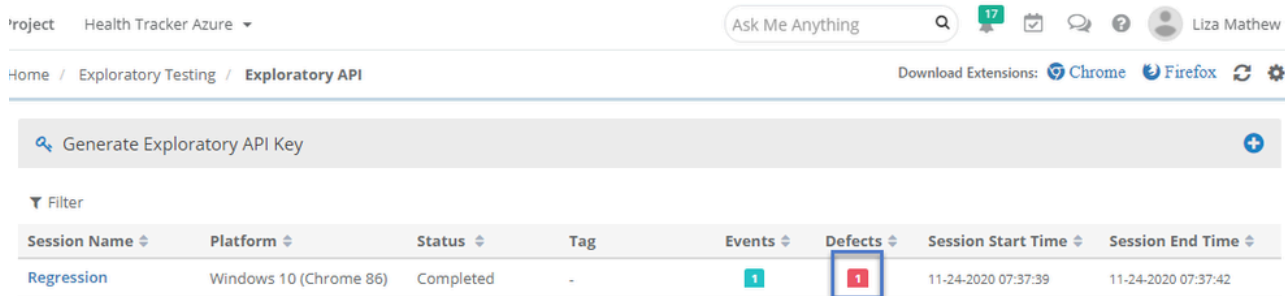 Project Health Tracker Azure Ask Me Anything 17 Liza Mathew
Home / Exploratory Testing / Exploratory API Download Extensions: Chrome Firefox
Generate Exploratory API Key
Filter
Session Name Platform Status Tag Events Defects Session Start Time Session End Time
Regression Windows 10 (Chrome 86) Completed - 1 1 11-24-2020 07:37:39 11-24-2020 07:37:42